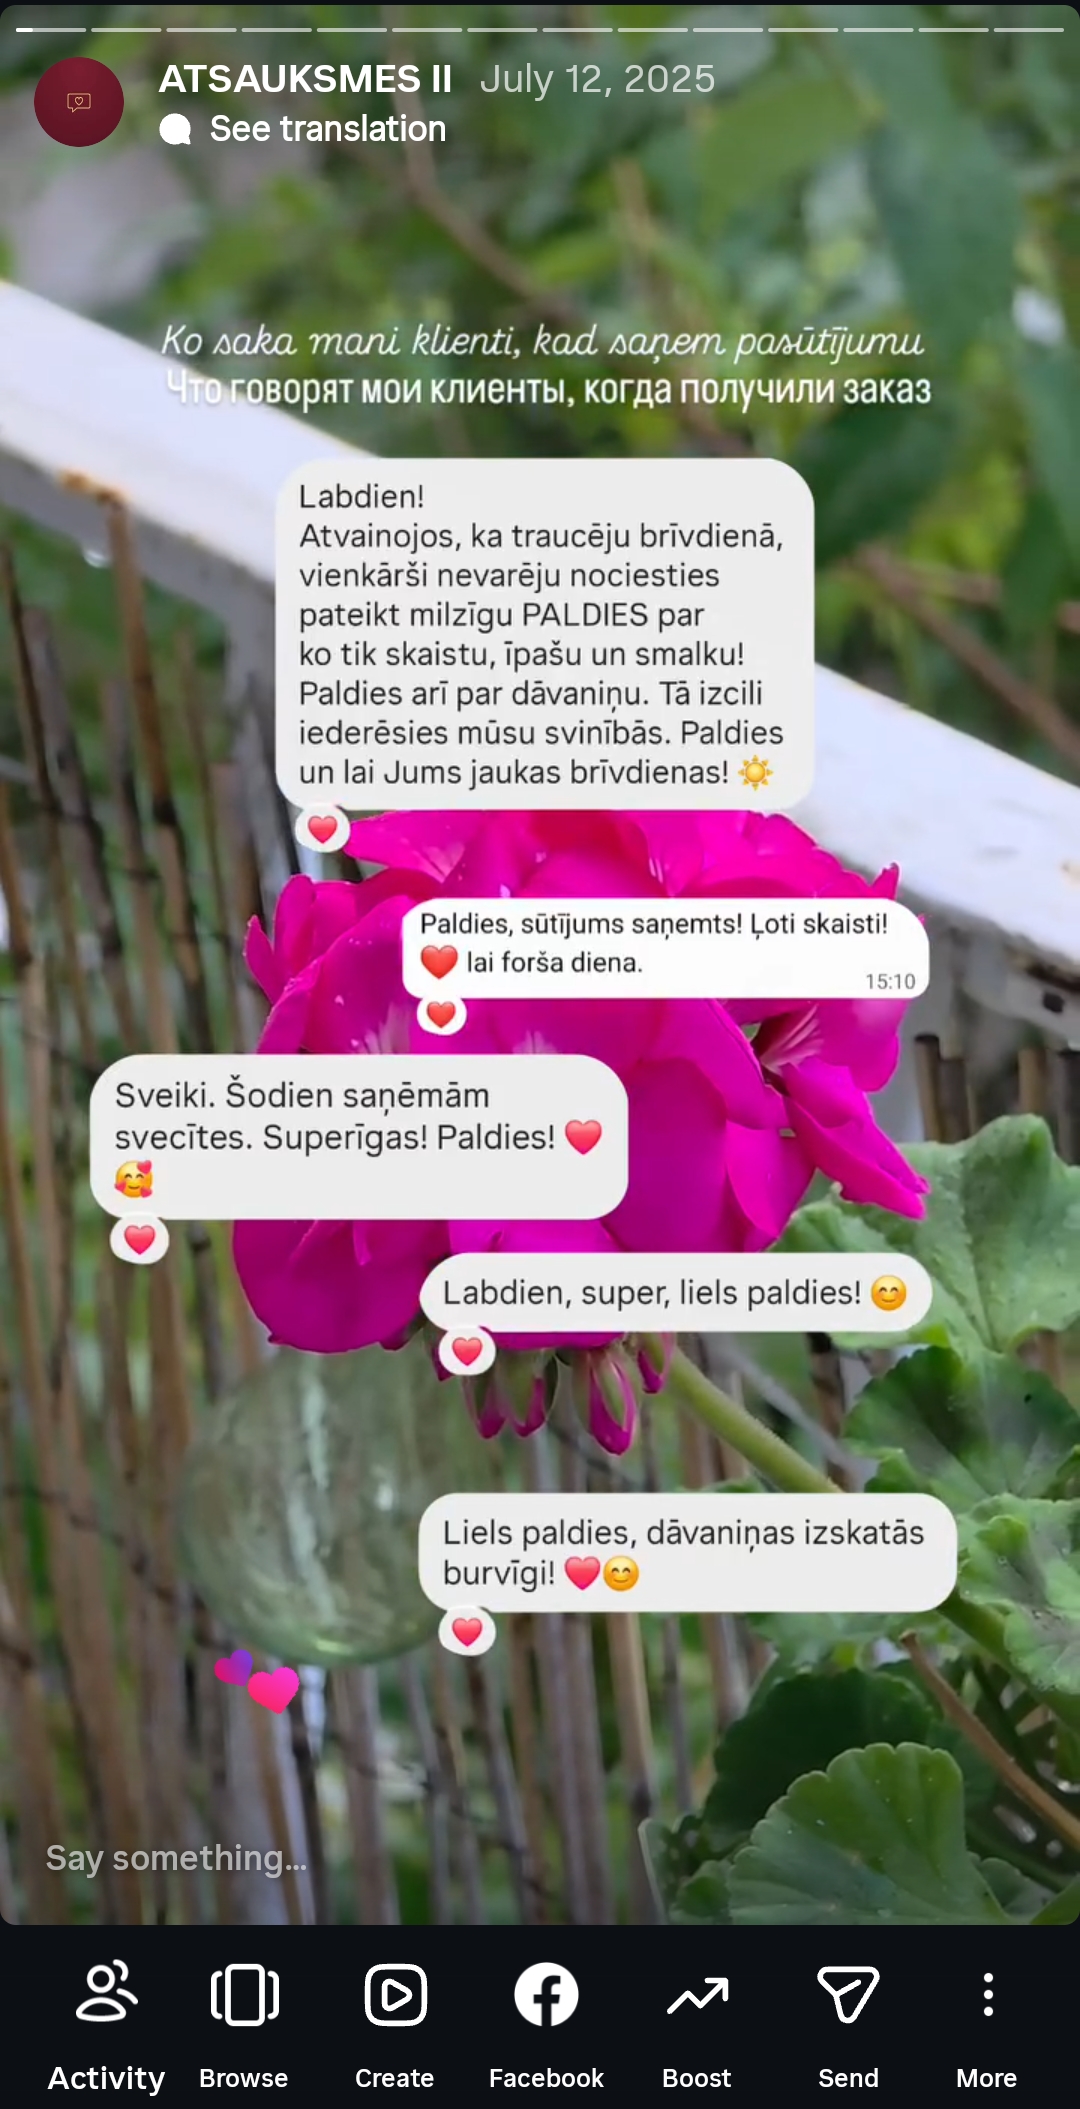 ATSAUKSMES II July 12, 2025
See translation
Ko saka mani klienti, kad saņem pasūtījumu
Что говорят мои клиенты, когда получили заказ
Labdien!
Atvainojos, ka traucēju brīvdienā,
vienkārši nevarēju nociesties
pateikt milzīgu PALDIES par
ko tik skaistu, īpašu un smalku!
Paldies arī par dāvaniņu. Tā izcili
iederēsies mūsu svinībās. Paldies
un lai Jums jaukas brīvdienas! ☀️
❤️
Paldies, sūtījums saņemts! Ļoti skaisti!
❤️ lai forša diena.
15:10
❤️
Sveiki. Šodien saņēmām
svecītes. Superīgas! Paldies! ❤️
🥰
❤️
Labdien, super, liels paldies! 😊
❤️
Liels paldies, dāvaniņas izskatās
burvīgi! ❤️😊
❤️
Say something...
Activity Browse Create Facebook Boost Send More